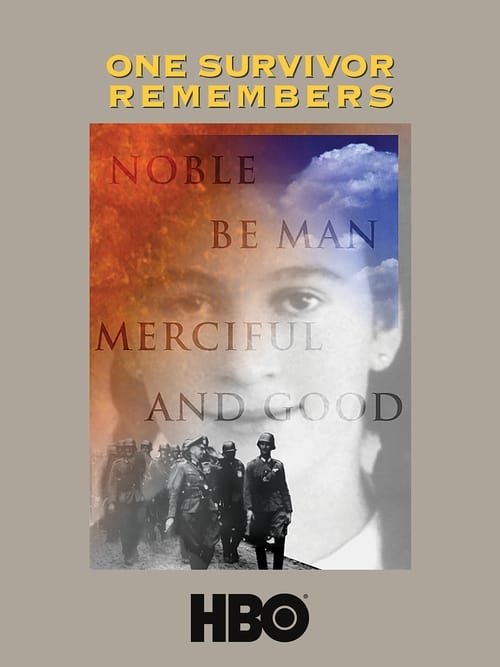 ONE SURVIVOR
REMEMBERS
NOBLE
BE MAN
MERCIFUL
AND GOOD
HBO®